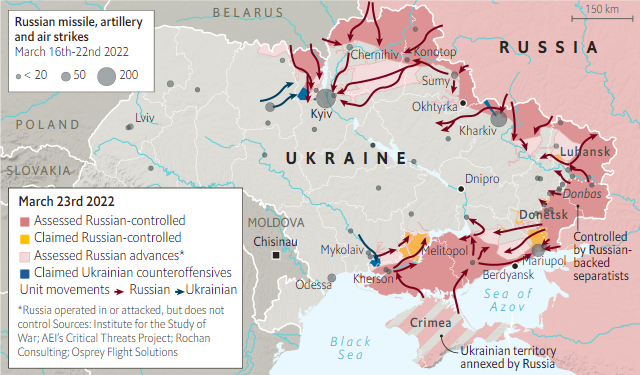 Russian missile, artillery
and air strikes
March 16th-22nd 2022
< 20
50
200
BELARUS
150 km
RUSSIA
Chernihiv
Konotop
Sumy
Okhtyrka
Kyiv
Kharkiv
Lviv
POLAND
SLOVAKIA
UKRAINE
Luhansk
Dnipro
Donbas
Donetsk
March 23rd 2022
Assessed Russian-controlled
Claimed Russian-controlled
Assessed Russian advances*
Claimed Ukrainian counteroffensives
Unit movements
Russian
Ukrainian
*Russia operated in or attacked, but does not
control Sources: Institute for the Study of
War; AEI's Critical Threats Project; Rochan
Consulting; Osprey Flight Solutions
MOLDOVA
Chisinau
Mykolaiv
Melitopol
Controlled
by Russian-
backed
separatists
Mariupol
Kherson
Berdyansk
Odessa
Sea of
Azov
Crimea
Black
Sea
Ukrainian territory
annexed by Russia